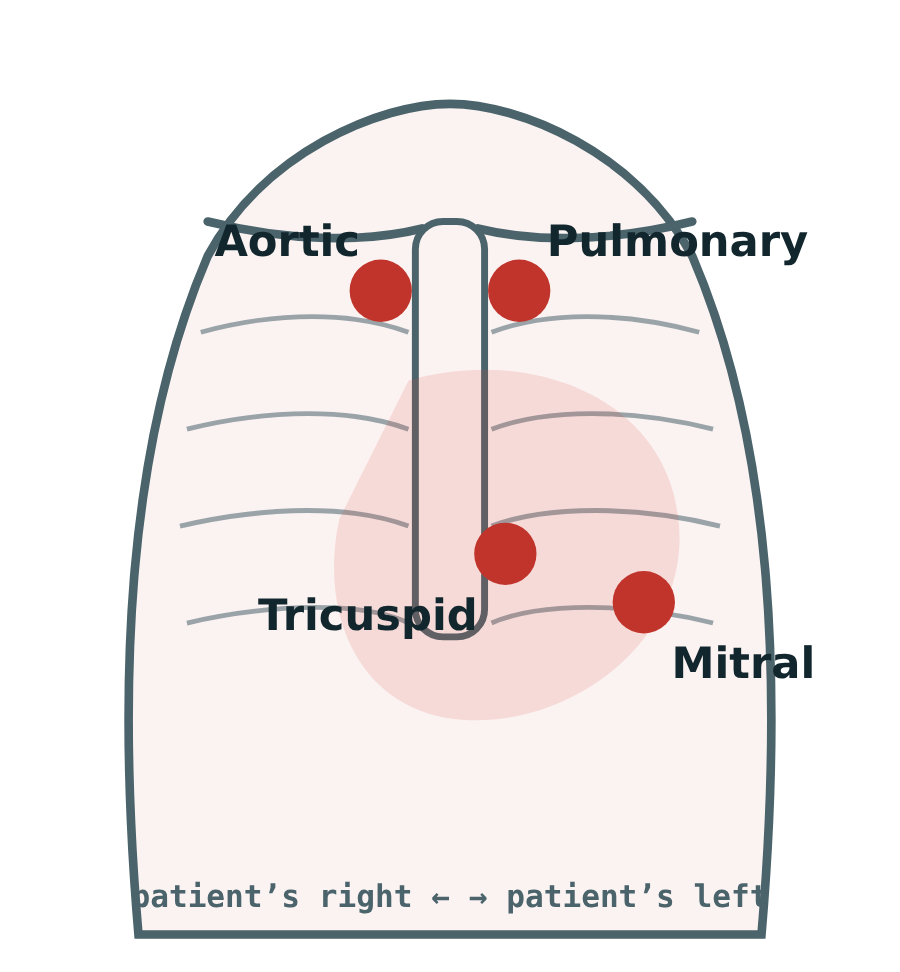 Aortic
Pulmonary
Tricuspid
Mitral
patient’s right ← → patient’s left